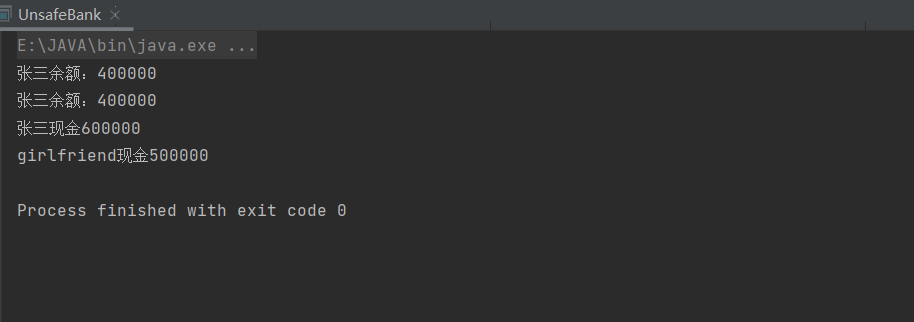 UnsafeBank
E:\JAVA\bin\java.exe ...
张三余额：400000
张三余额：400000
张三现金600000
girlfriend现金500000
Process finished with exit code 0